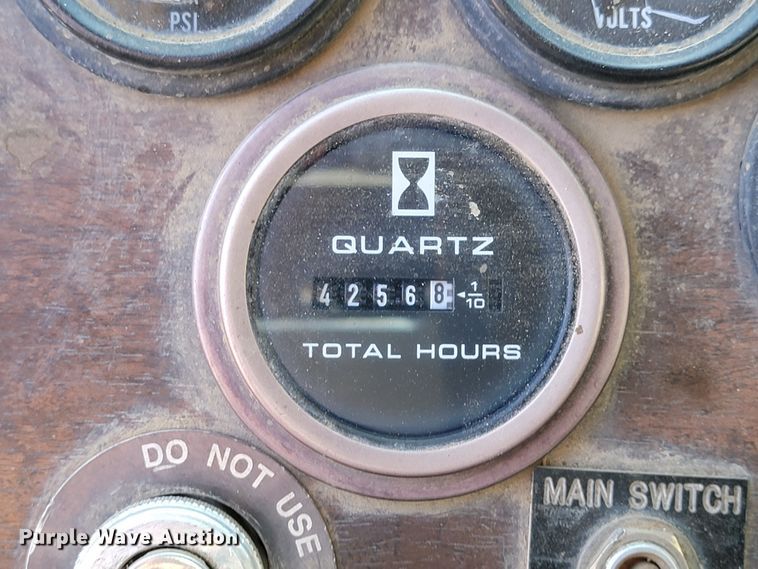 PSI
VOLTS
QUARTZ
42568 1/10
TOTAL HOURS
DO NOT USE
MAIN SWITCH
Purple Wave Auction